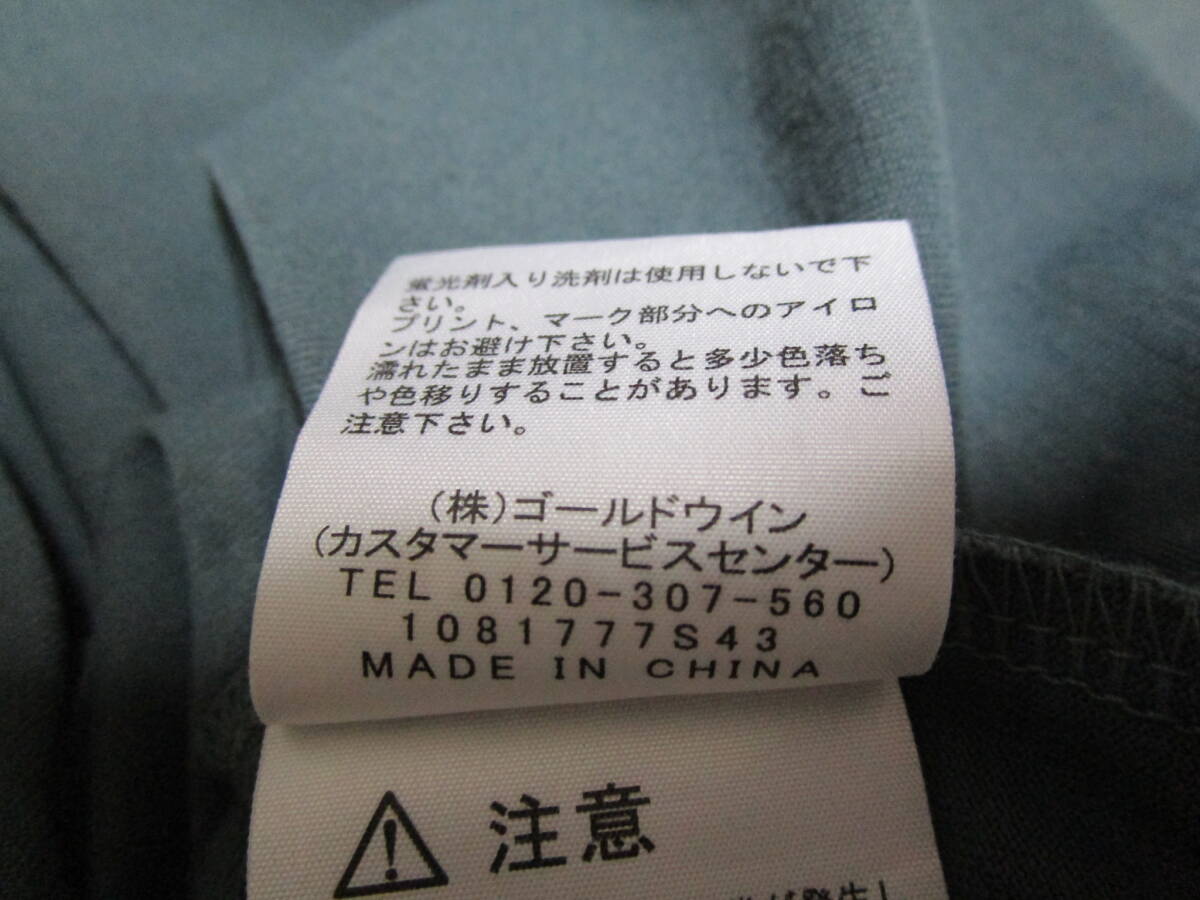 蛍光剤入り洗剤は使用しないで下
さい。
プリント、マーク部分へのアイロ
ンはお避け下さい。
濡れたまま放置すると多少色落ち
や色移りすることがあります。ご
注意下さい。
(株)ゴールドウイン
(カスタマーサービスセンター)
TEL 0120-307-560
1081777S43
MADE IN CHINA
注意
が発生し